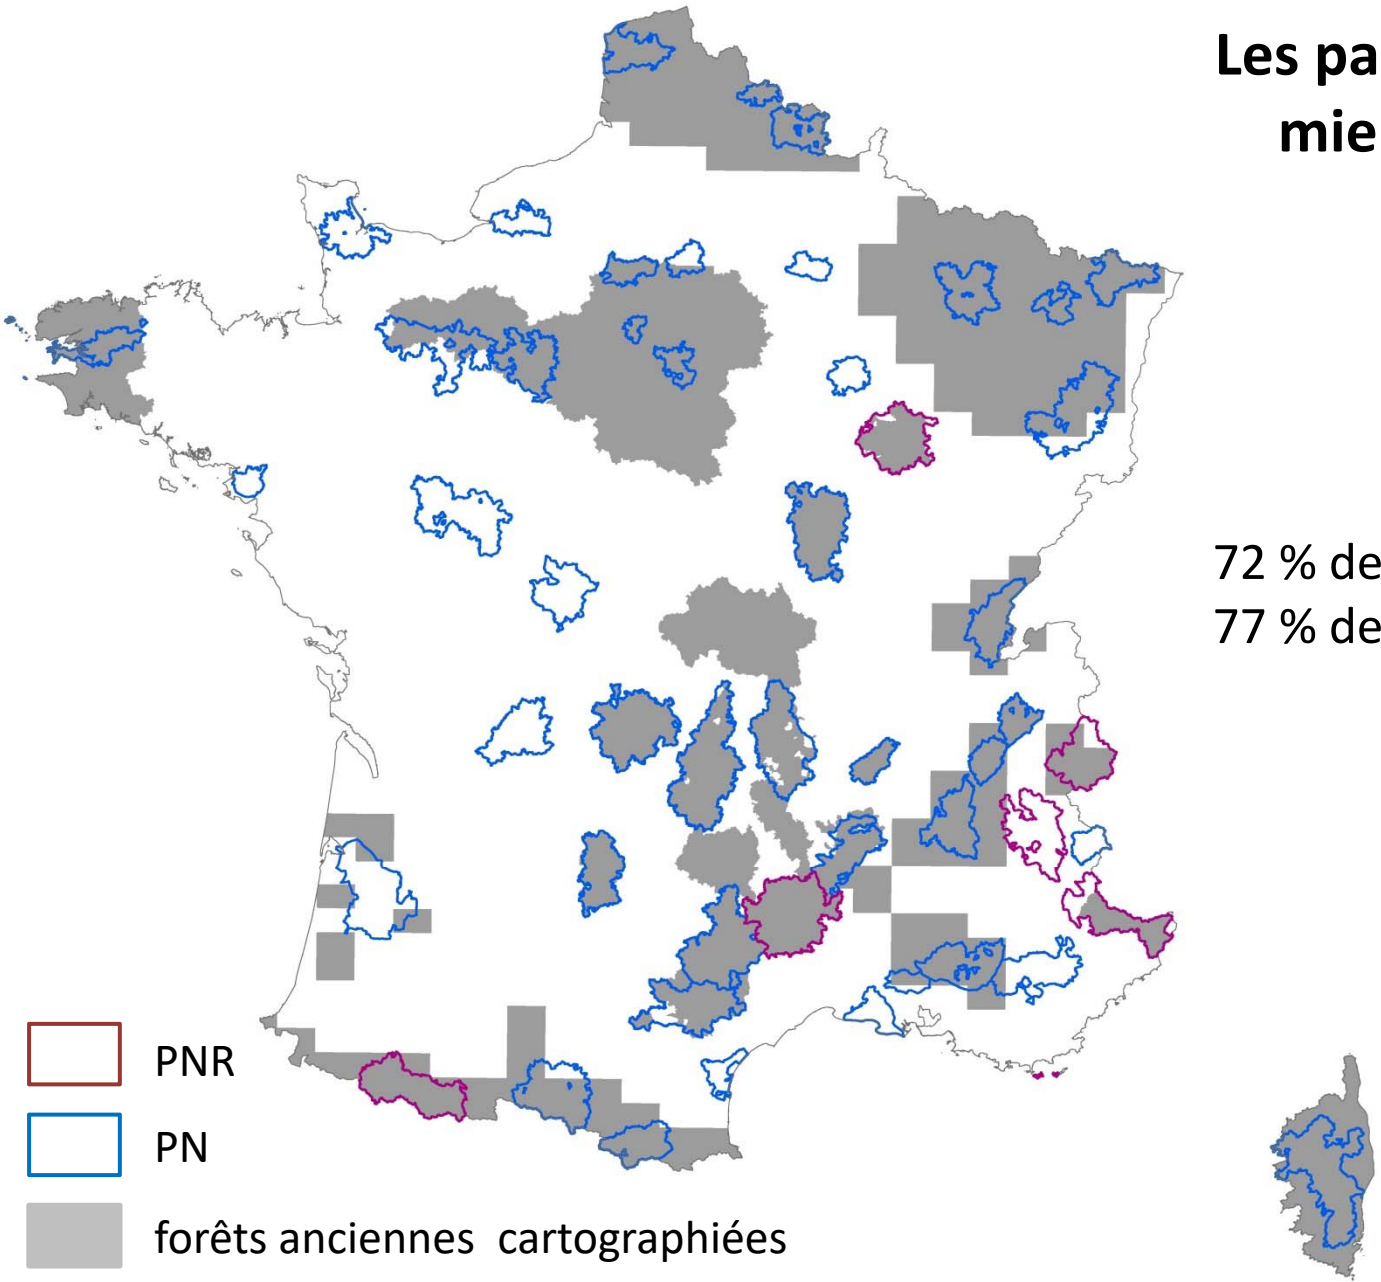 Les pa
mie
72 % de
77 % de
PNR
PN
forêts anciennes cartographiées